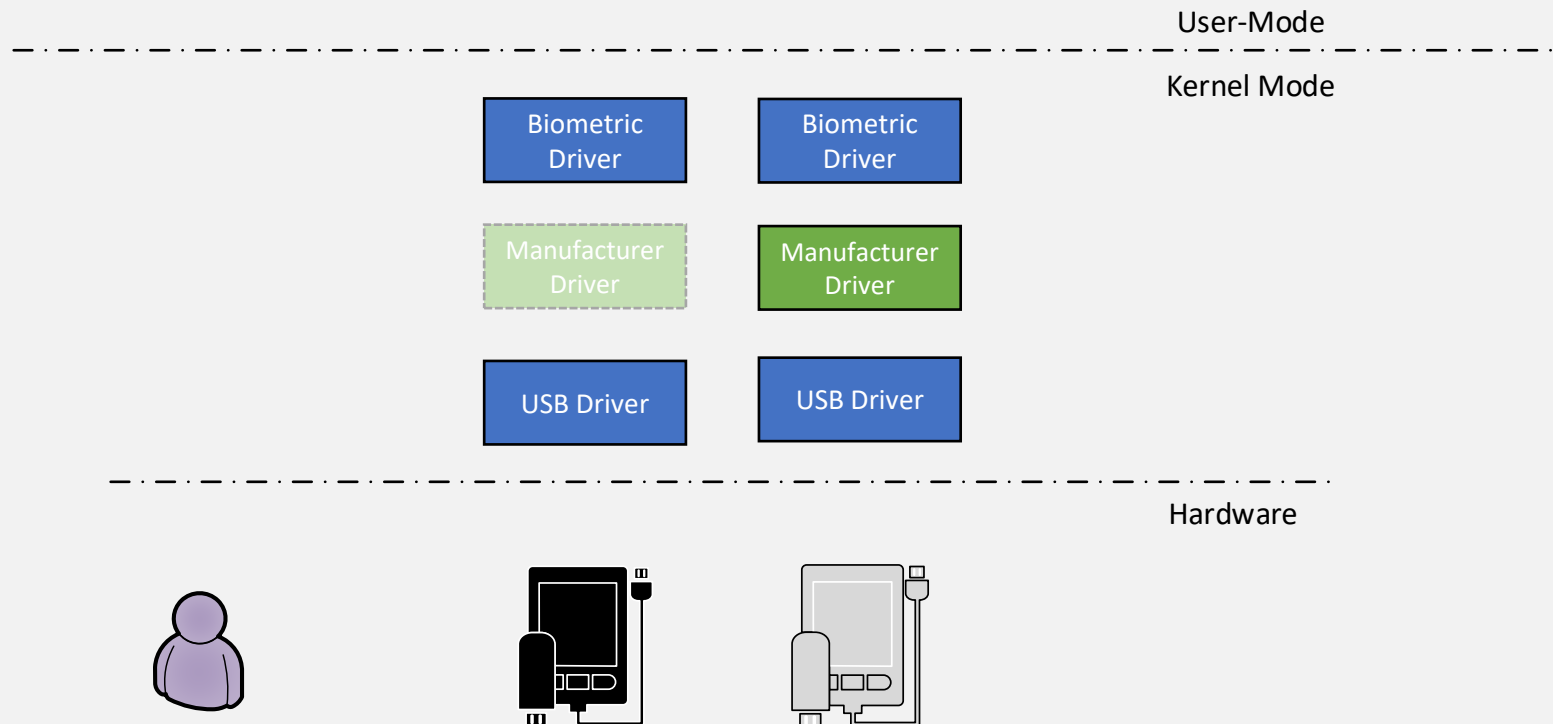 User-Mode
Kernel Mode
Biometric
Driver
Biometric
Driver
Manufacturer
Driver
Manufacturer
Driver
USB Driver
USB Driver
Hardware